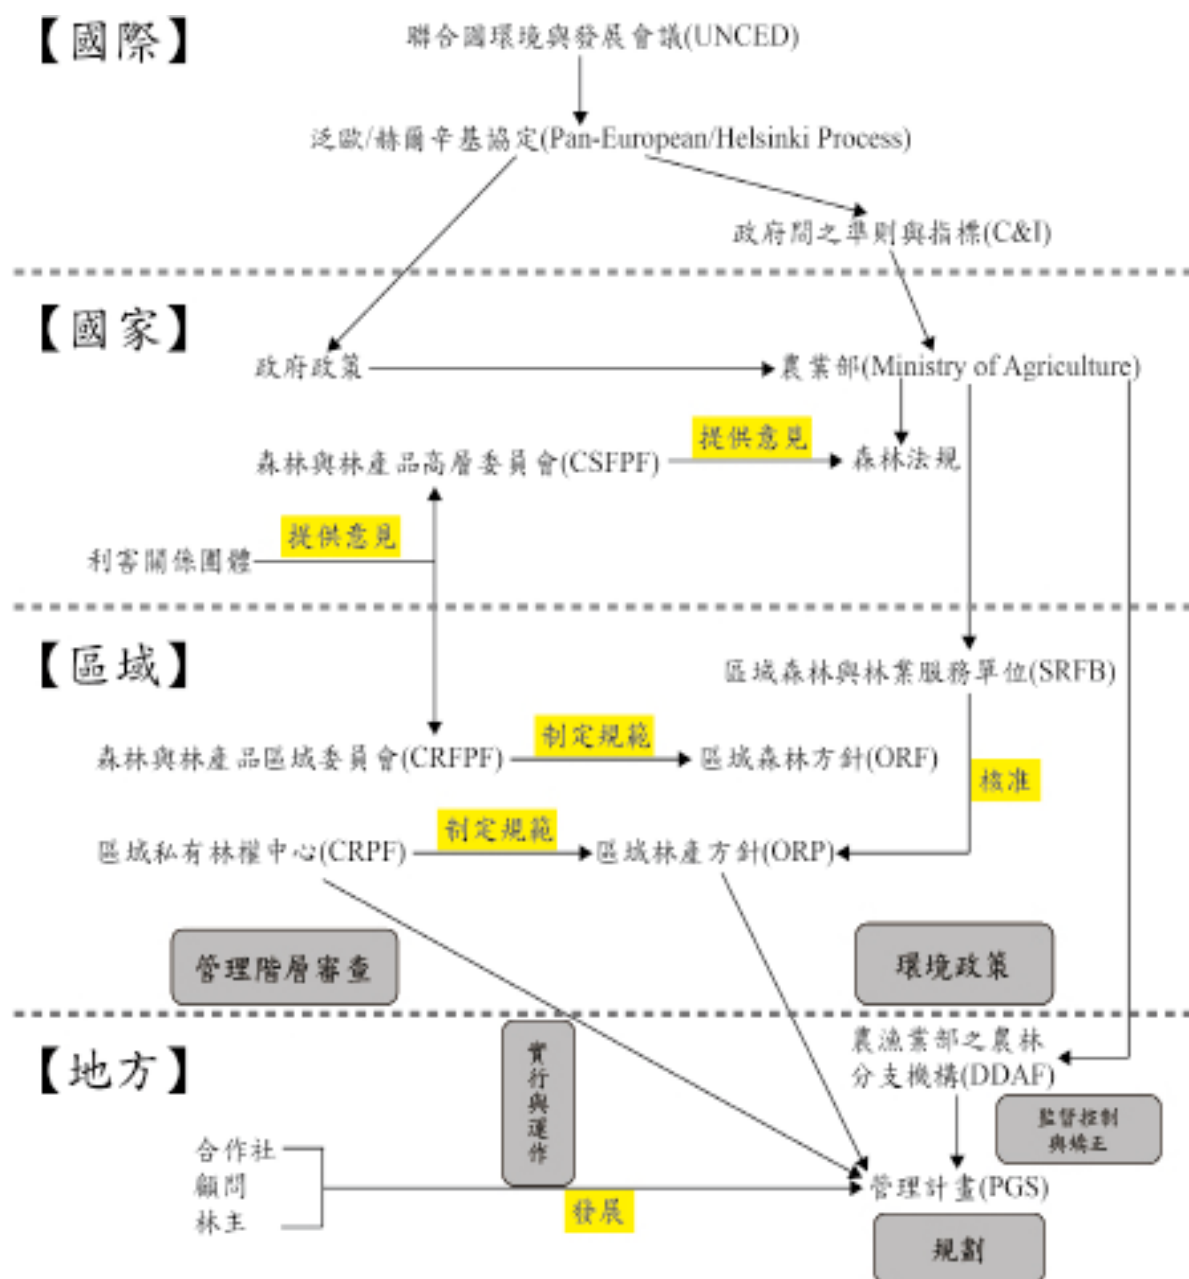 【國際】
聯合國環境與發展會議(UNCED)
泛歐/赫爾辛基協定(Pan-European/Helsinki Process)
政府間之準則與指標(C&I)
【國家】
政府政策
農業部(Ministry of Agriculture)
提供意見
森林與林產品高層委員會(CSFPF)
森林法規
提供意見
利害關係團體
【區域】
區域森林與林業服務單位(SRFB)
制定規範
森林與林產品區域委員會(CRFPF)
區域森林方針(ORF)
核准
制定規範
區域私有林權中心(CRPF)
區域林產方針(ORP)
管理階層審查
環境政策
【地方】
實行與運作
農漁業部之農林
分支機構(DDAF)
監督控制
與矯正
合作社
顧問
林主
發展
管理計畫(PGS)
規劃